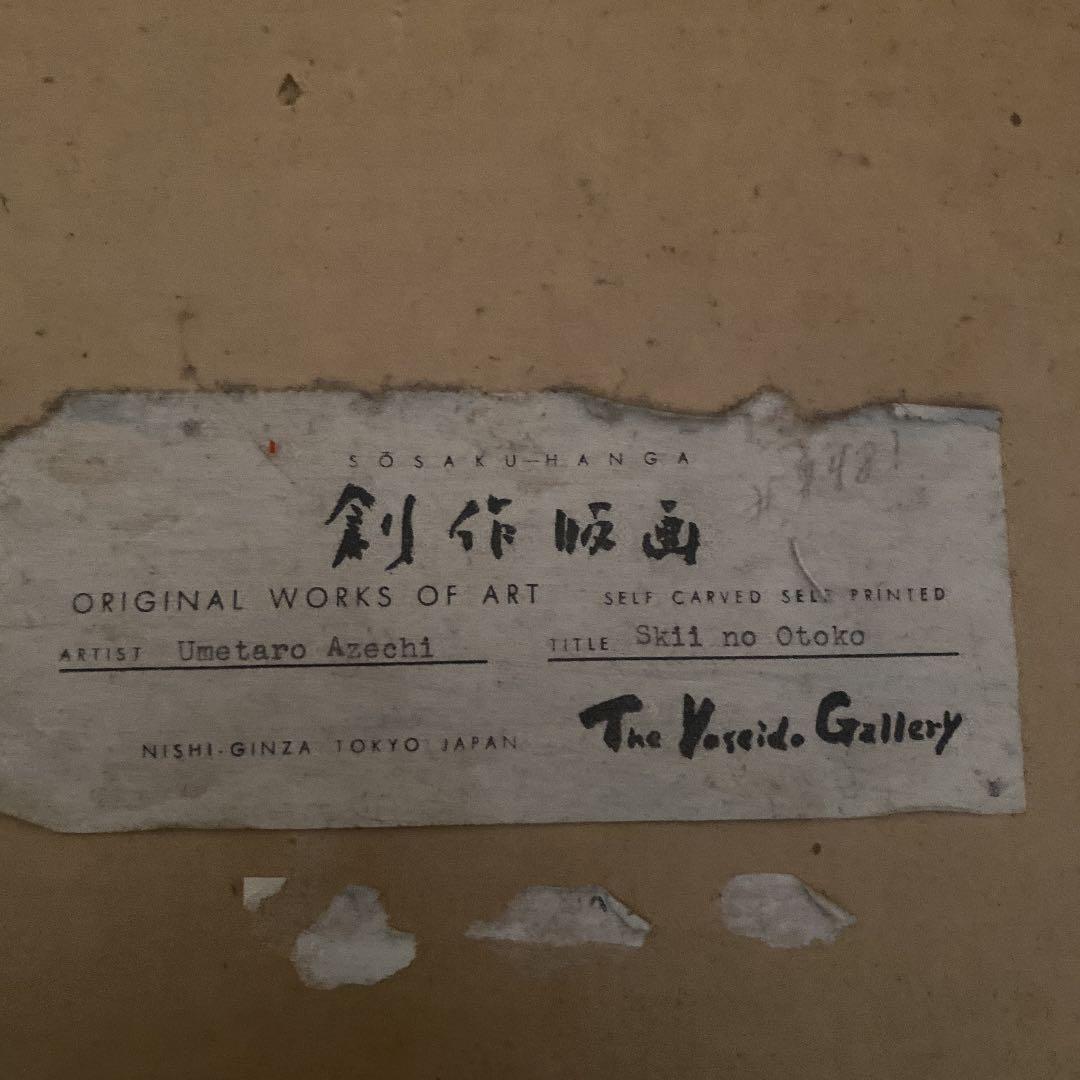 SŌSAKU-HANGA
創作版画
ORIGINAL WORKS OF ART SELF CARVED SELF PRINTED
ARTIST Umetaro Azechi TITLE Skii no Otoko
NISHI-GINZA TOKYO JAPAN The Yoseido Gallery